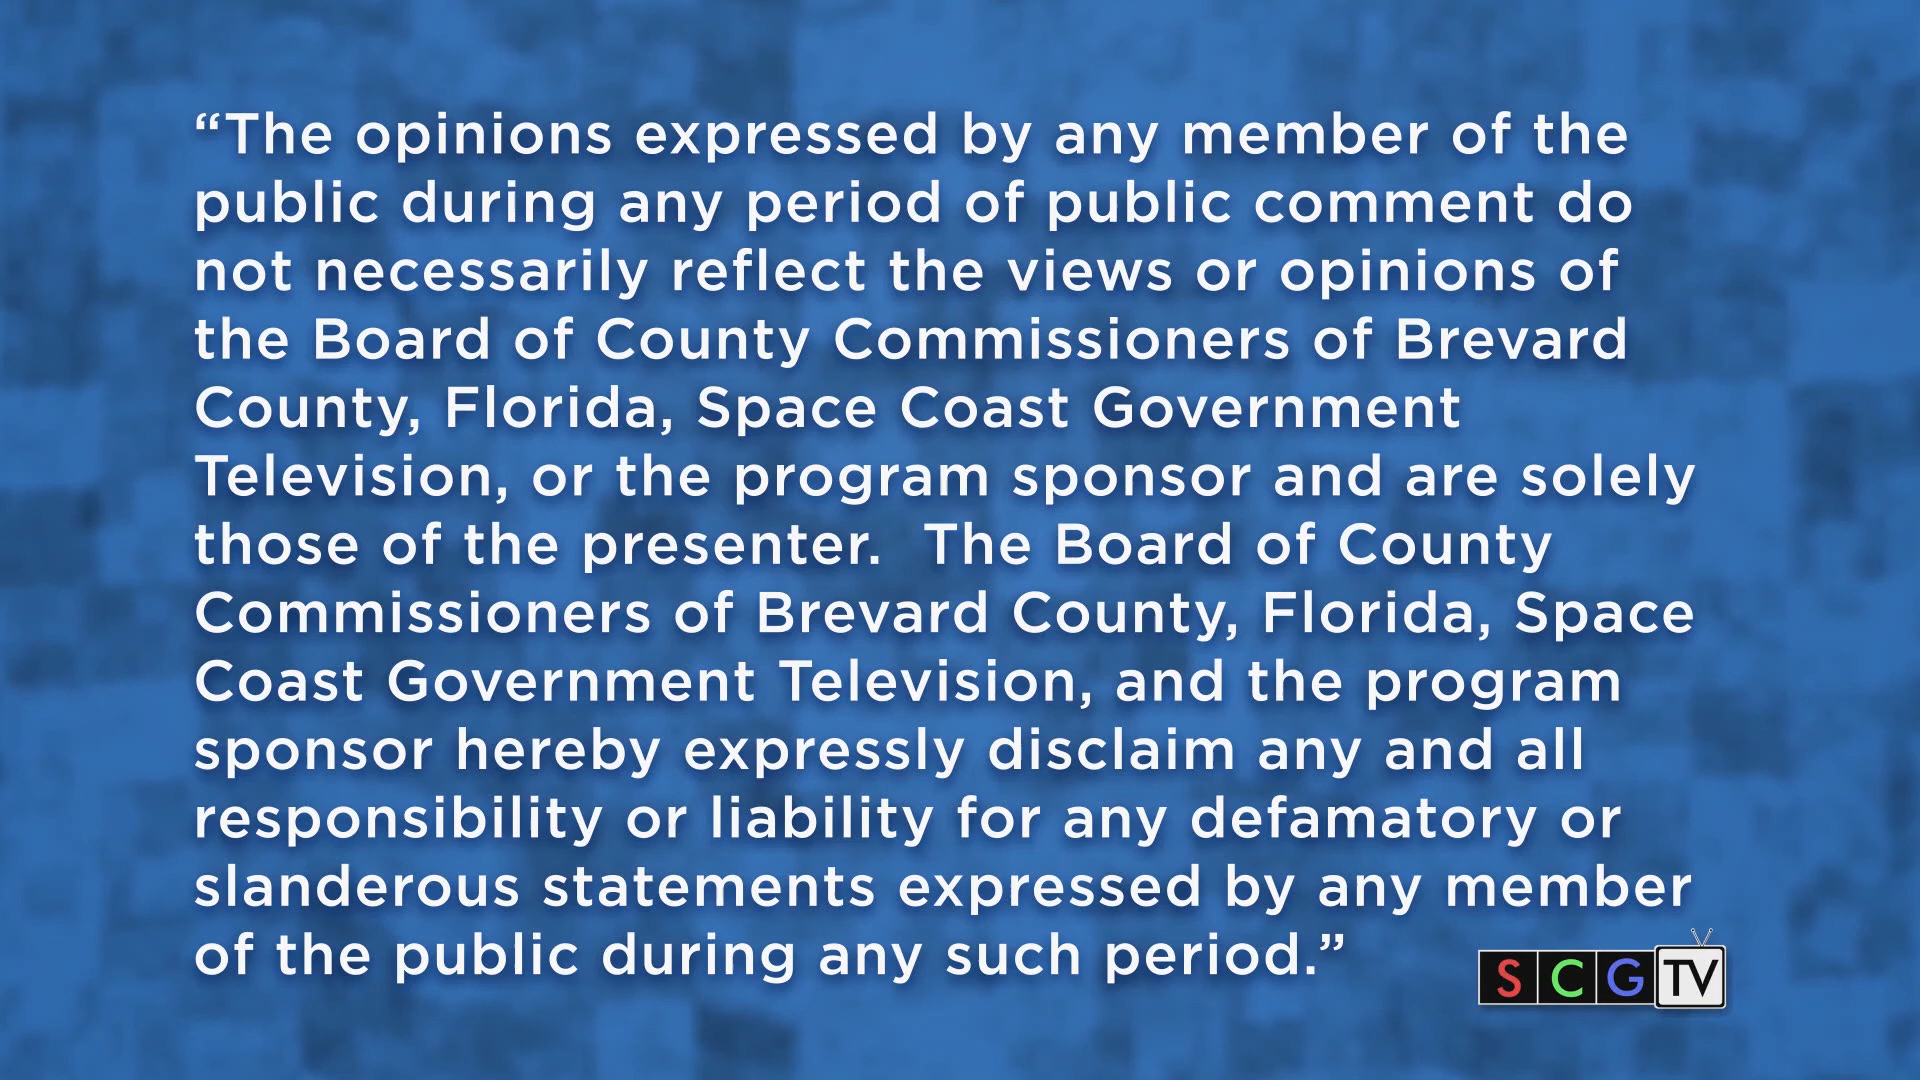 “The opinions expressed by any member of the
public during any period of public comment do
not necessarily reflect the views or opinions of
the Board of County Commissioners of Brevard
County, Florida, Space Coast Government
Television, or the program sponsor and are solely
those of the presenter.  The Board of County
Commissioners of Brevard County, Florida, Space
Coast Government Television, and the program
sponsor hereby expressly disclaim any and all
responsibility or liability for any defamatory or
slanderous statements expressed by any member
of the public during any such period.”
SCGTV